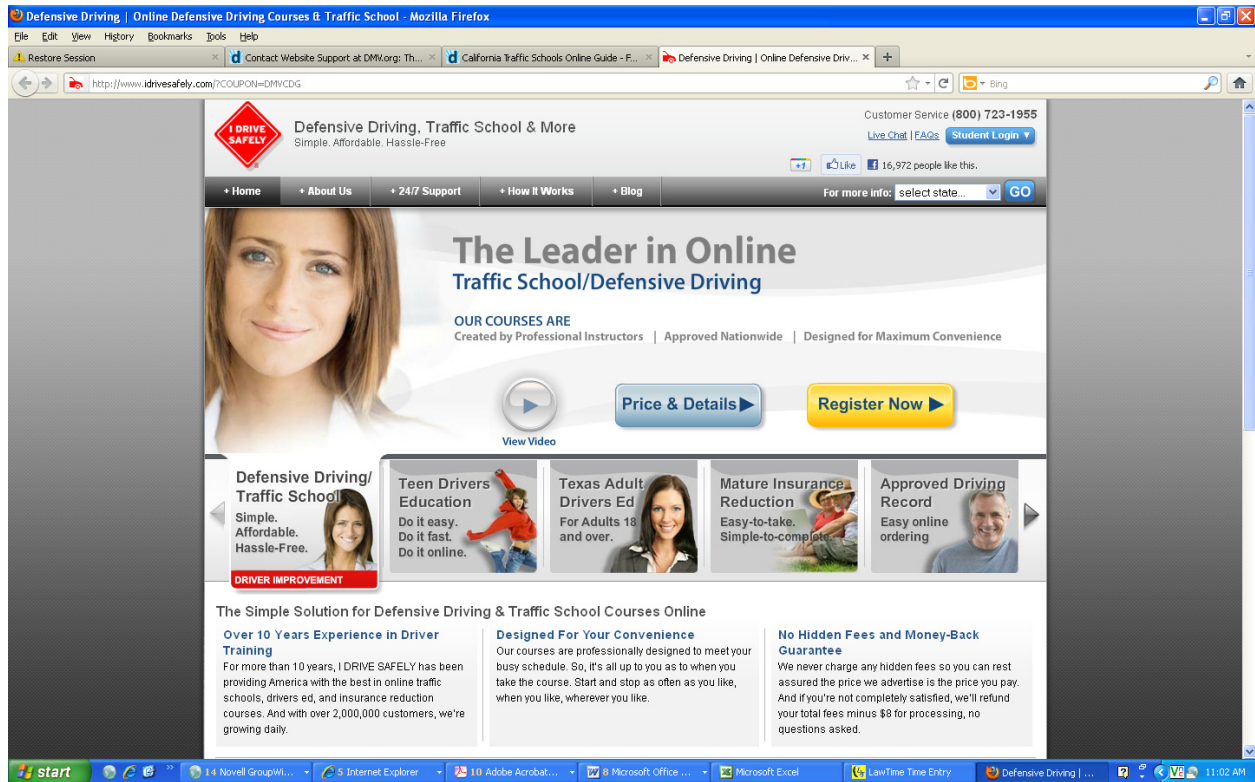 Defensive Driving | Online Defensive Driving Courses & Traffic School - Mozilla Firefox
File Edit View History Bookmarks Tools Help
Restore Session
Contact Website Support at DMV.org: Th...
California Traffic Schools Online Guide - F...
Defensive Driving | Online Defensive Driv...
http://www.idrivesafely.com/?COUPON=DMVCDG
Bing
I DRIVE
SAFELY
Defensive Driving, Traffic School & More
Simple. Affordable. Hassle-Free
Customer Service (800) 723-1955
Live Chat | FAQs Student Login
+1 Like 16,972 people like this.
+ Home + About Us + 24/7 Support + How It Works + Blog
For more info: select state... GO
The Leader in Online
Traffic School/Defensive Driving
OUR COURSES ARE
Created by Professional Instructors | Approved Nationwide | Designed for Maximum Convenience
View Video
Price & Details
Register Now
Defensive Driving/
Traffic School
Simple.
Affordable.
Hassle-Free.
DRIVER IMPROVEMENT
Teen Drivers
Education
Do it easy.
Do it fast.
Do it online.
Texas Adult
Drivers Ed
For Adults 18
and over.
Mature Insurance
Reduction
Easy-to-take.
Simple-to-complete.
Approved Driving
Record
Easy online
ordering
The Simple Solution for Defensive Driving & Traffic School Courses Online
Over 10 Years Experience in Driver
Training
For more than 10 years, I DRIVE SAFELY has been
providing America with the best in online traffic
schools, drivers ed, and insurance reduction
courses. And with over 2,000,000 customers, we're
growing daily.
Designed For Your Convenience
Our courses are professionally designed to meet your
busy schedule. So, it's all up to you as to when you
take the course. Start and stop as often as you like,
when you like, wherever you like.
No Hidden Fees and Money-Back
Guarantee
We never charge any hidden fees so you can rest
assured the price we advertise is the price you pay.
And if you're not completely satisfied, we'll refund
your total fees minus $8 for processing, no
questions asked.
start
14 Novell GroupWi...
5 Internet Explorer
10 Adobe Acrobat...
8 Microsoft Office ...
Microsoft Excel
LawTime Time Entry
Defensive Driving | ...
11:02 AM